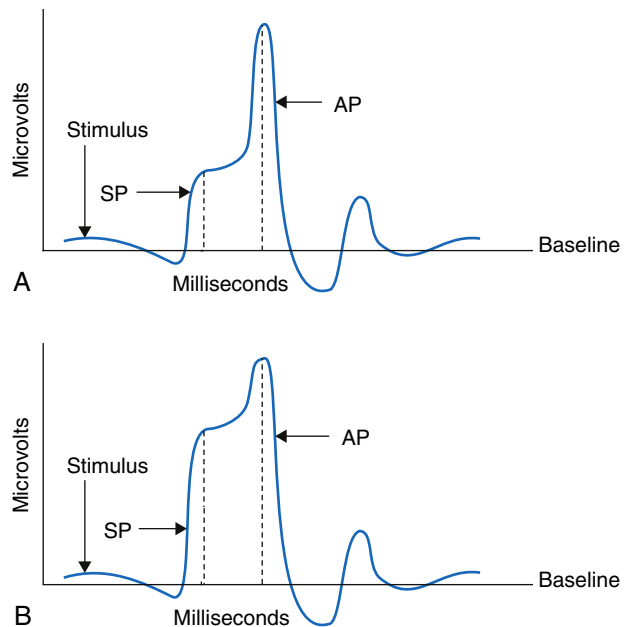 Microvolts
Stimulus
AP
SP
Baseline
A
Milliseconds
Microvolts
Stimulus
AP
SP
Baseline
B
Milliseconds